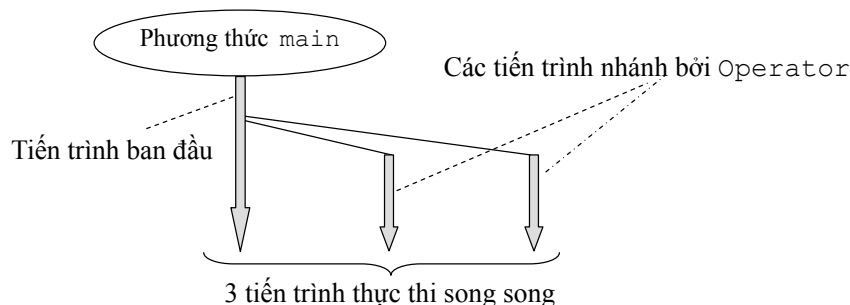 Phương thức main
Các tiến trình nhánh bởi Operator
Tiến trình ban đầu
3 tiến trình thực thi song song